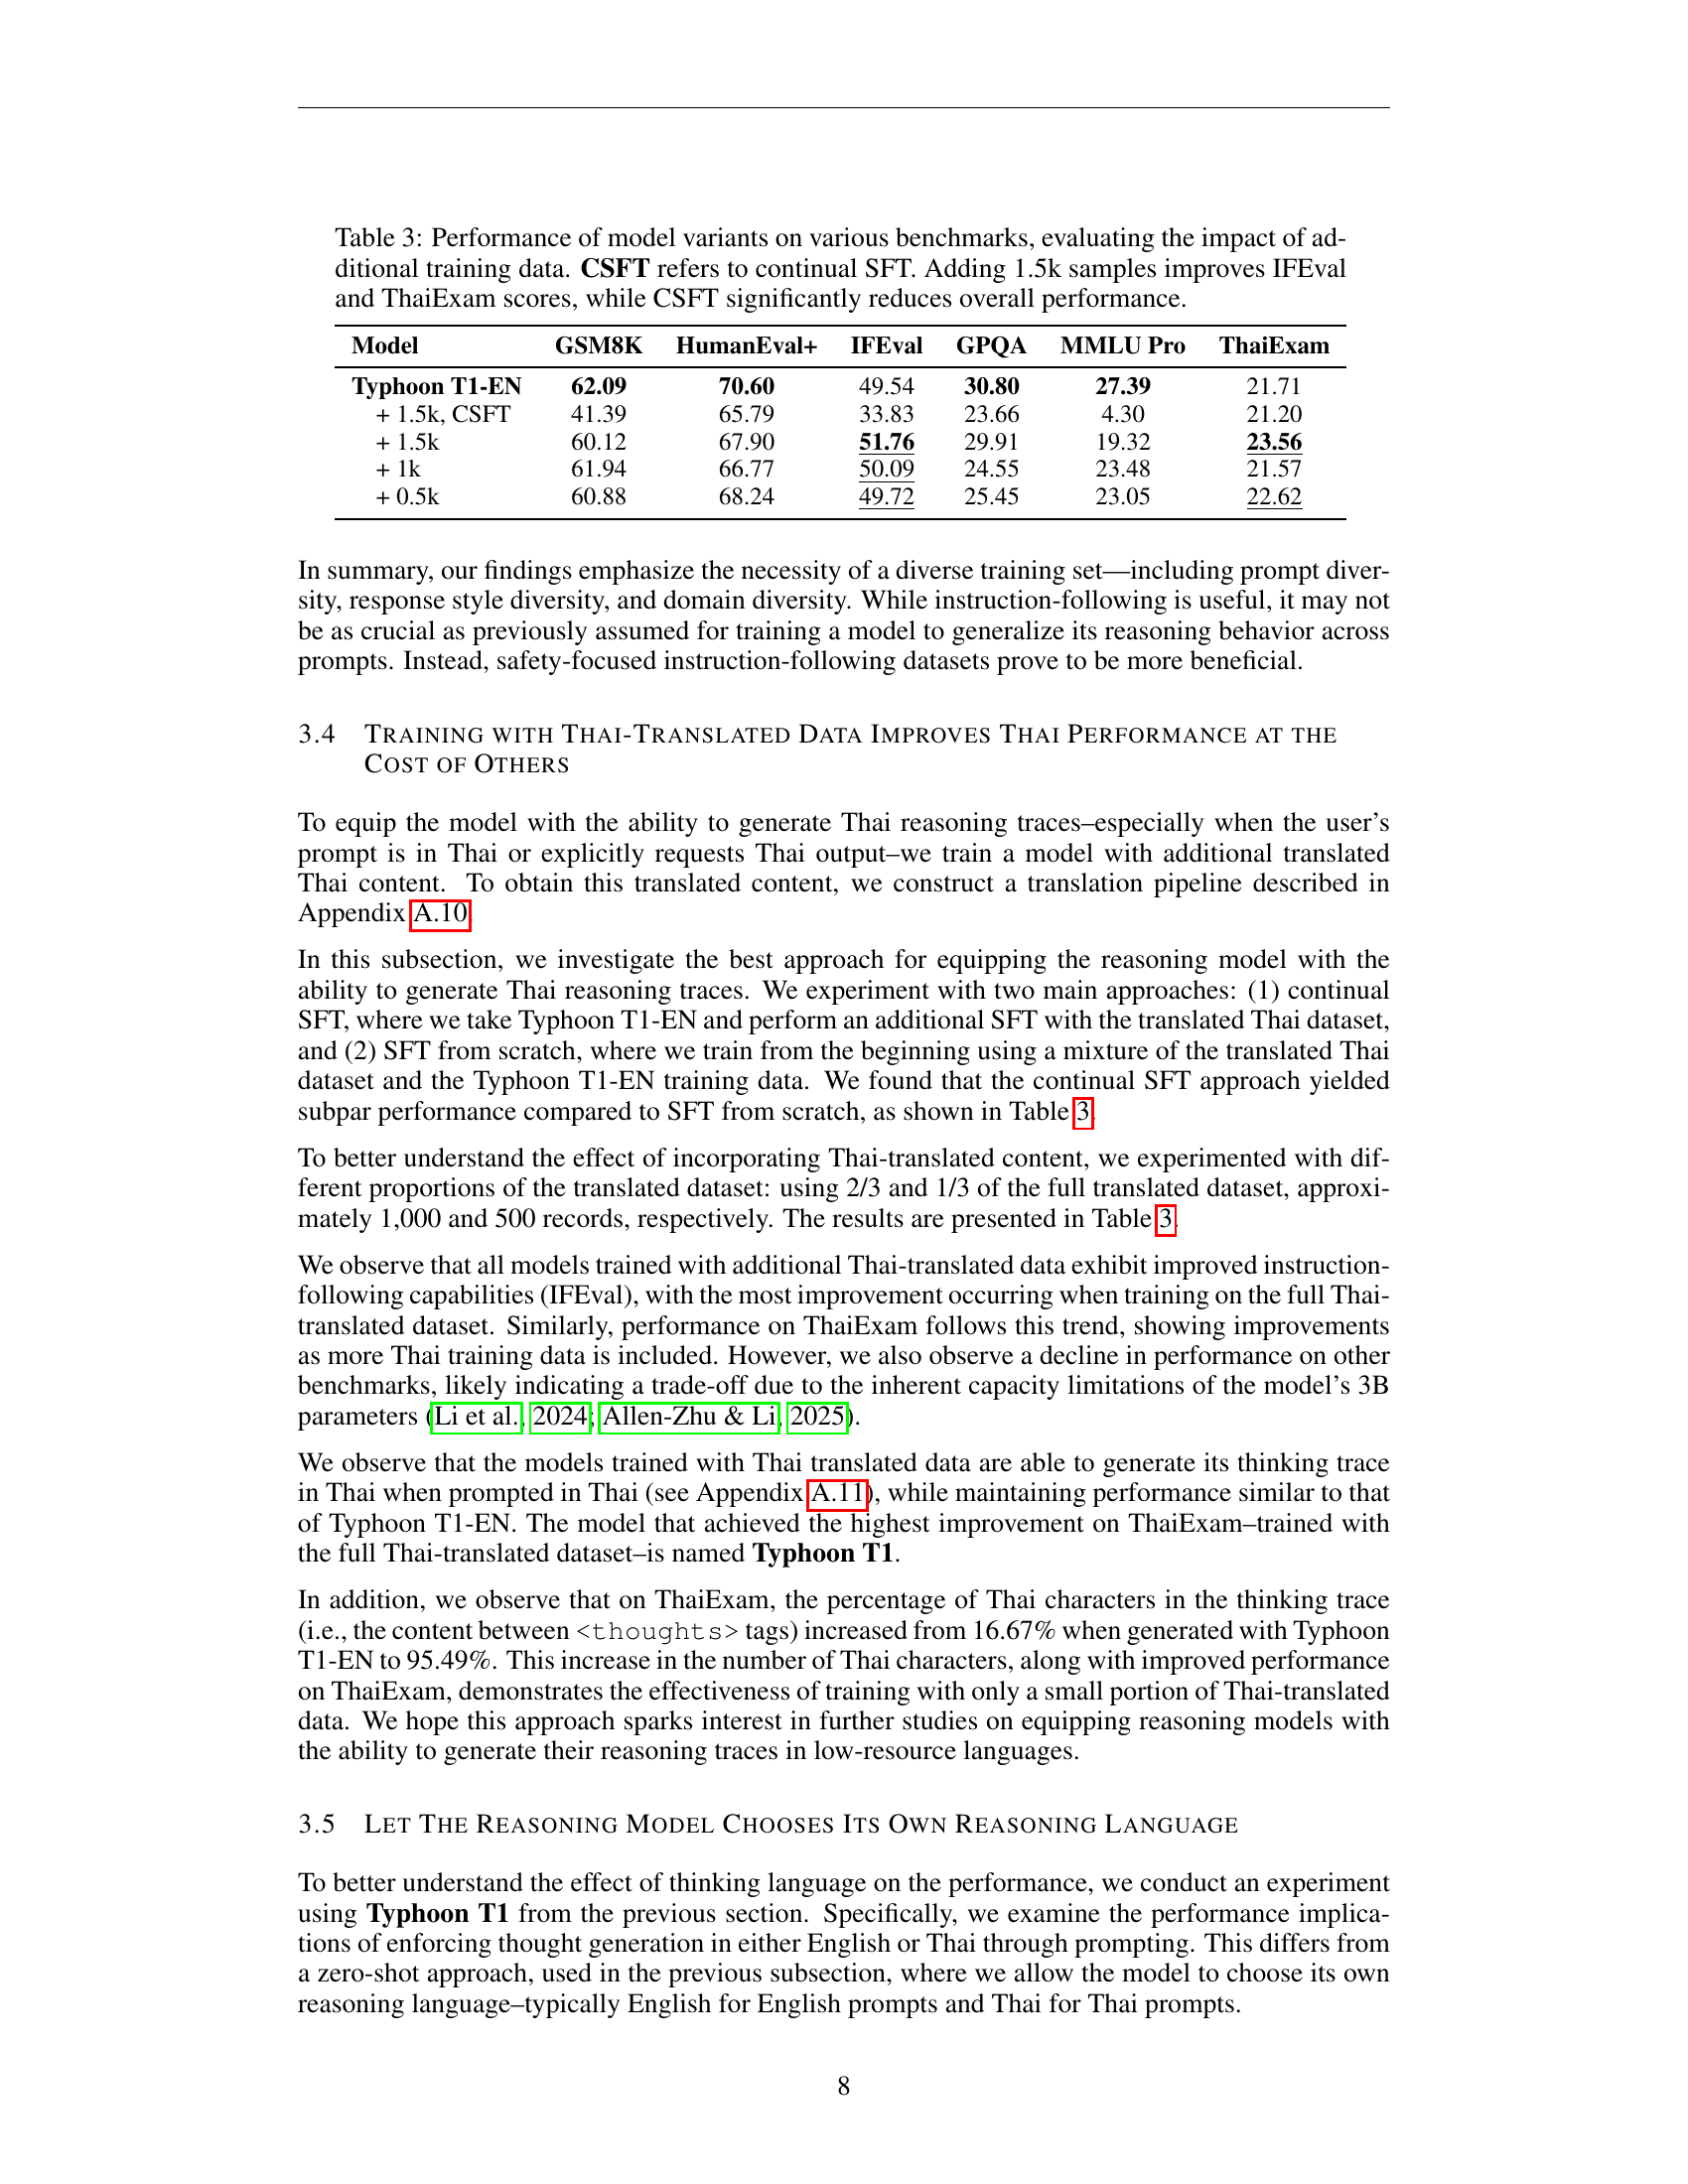 Table 3: Performance of model variants on various benchmarks, evaluating the impact of ad-
ditional training data. CSFT refers to continual SFT. Adding 1.5k samples improves IFEval
and ThaiExam scores, while CSFT significantly reduces overall performance.
Model GSM8K HumanEval+ IFEval GPQA MMLU Pro ThaiExam
Typhoon T1-EN 62.09 70.60 49.54 30.80 27.39 21.71
+ 1.5k, CSFT 41.39 65.79 33.83 23.66 4.30 21.20
+ 1.5k 60.12 67.90 51.76 29.91 19.32 23.56
+ 1k 61.94 66.77 50.09 24.55 23.48 21.57
+ 0.5k 60.88 68.24 49.72 25.45 23.05 22.62
In summary, our findings emphasize the necessity of a diverse training set—including prompt diver-
sity, response style diversity, and domain diversity. While instruction-following is useful, it may not
be as crucial as previously assumed for training a model to generalize its reasoning behavior across
prompts. Instead, safety-focused instruction-following datasets prove to be more beneficial.
3.4 TRAINING WITH THAI-TRANSLATED DATA IMPROVES THAI PERFORMANCE AT THE
COST OF OTHERS
To equip the model with the ability to generate Thai reasoning traces–especially when the user's
prompt is in Thai or explicitly requests Thai output–we train a model with additional translated
Thai content. To obtain this translated content, we construct a translation pipeline described in
Appendix A.10.
In this subsection, we investigate the best approach for equipping the reasoning model with the
ability to generate Thai reasoning traces. We experiment with two main approaches: (1) continual
SFT, where we take Typhoon T1-EN and perform an additional SFT with the translated Thai dataset,
and (2) SFT from scratch, where we train from the beginning using a mixture of the translated Thai
dataset and the Typhoon T1-EN training data. We found that the continual SFT approach yielded
subpar performance compared to SFT from scratch, as shown in Table 3.
To better understand the effect of incorporating Thai-translated content, we experimented with dif-
ferent proportions of the translated dataset: using 2/3 and 1/3 of the full translated dataset, approxi-
mately 1,000 and 500 records, respectively. The results are presented in Table 3.
We observe that all models trained with additional Thai-translated data exhibit improved instruction-
following capabilities (IFEval), with the most improvement occurring when training on the full Thai-
translated dataset. Similarly, performance on ThaiExam follows this trend, showing improvements
as more Thai training data is included. However, we also observe a decline in performance on other
benchmarks, likely indicating a trade-off due to the inherent capacity limitations of the model's 3B
parameters (Li et al., 2024; Allen-Zhu & Li, 2025).
We observe that the models trained with Thai translated data are able to generate its thinking trace
in Thai when prompted in Thai (see Appendix A.11), while maintaining performance similar to that
of Typhoon T1-EN. The model that achieved the highest improvement on ThaiExam–trained with
the full Thai-translated dataset–is named Typhoon T1.
In addition, we observe that on ThaiExam, the percentage of Thai characters in the thinking trace
(i.e., the content between <thoughts> tags) increased from 16.67% when generated with Typhoon
T1-EN to 95.49%. This increase in the number of Thai characters, along with improved performance
on ThaiExam, demonstrates the effectiveness of training with only a small portion of Thai-translated
data. We hope this approach sparks interest in further studies on equipping reasoning models with
the ability to generate their reasoning traces in low-resource languages.
3.5 LET THE REASONING MODEL CHOOSES ITS OWN REASONING LANGUAGE
To better understand the effect of thinking language on the performance, we conduct an experiment
using Typhoon T1 from the previous section. Specifically, we examine the performance implica-
tions of enforcing thought generation in either English or Thai through prompting. This differs from
a zero-shot approach, used in the previous subsection, where we allow the model to choose its own
reasoning language–typically English for English prompts and Thai for Thai prompts.
8